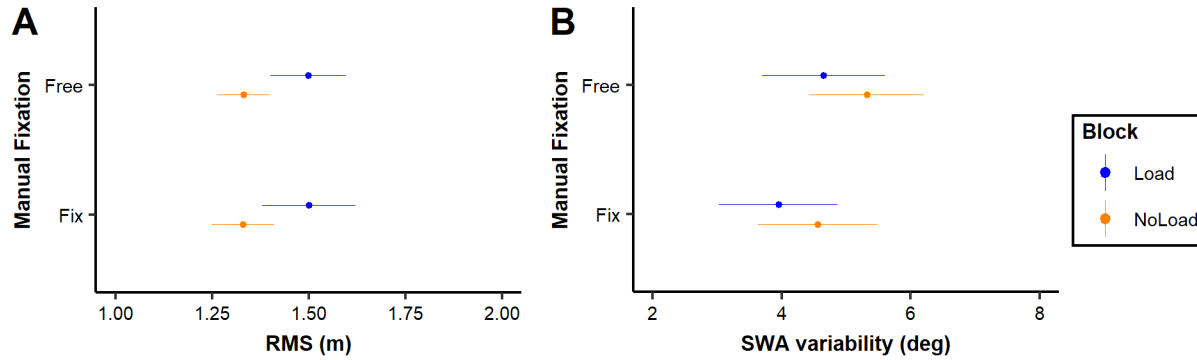 A
Manual Fixation
Free
Fix
1.00 1.25 1.50 1.75 2.00
RMS (m)
B
Manual Fixation
Free
Fix
2 4 6 8
SWA variability (deg)
Block
Load
NoLoad